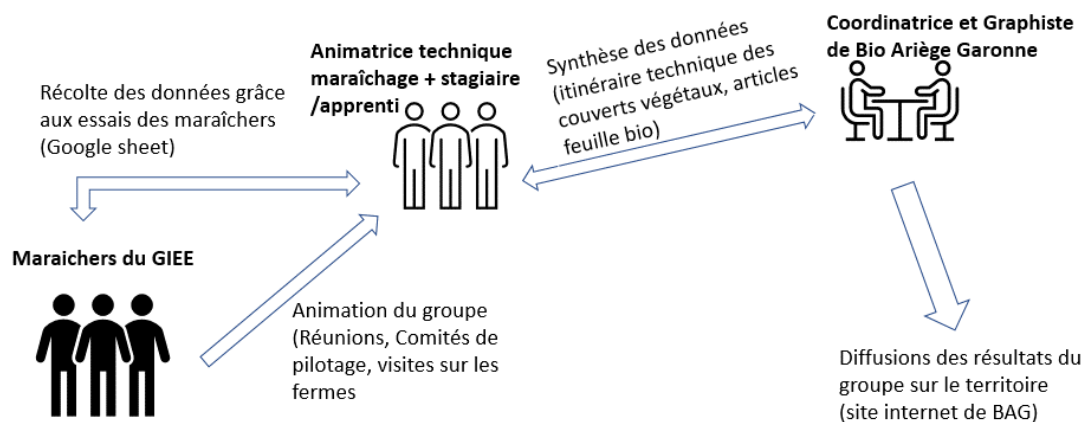 Récolte des données grâce
aux essais des maraîchers
(Google sheet)
Animatrice technique
maraîchage + stagiaire
/apprenti
Synthèse des données
(itinéraire technique des
couverts végétaux, articles
feuille bio)
Coordinatrice et Graphiste
de Bio Ariège Garonne
Maraichers du GIEE
Animation du groupe
(Réunions, Comités de
pilotage, visites sur les
fermes
Diffusions des résultats du
groupe sur le territoire
(site internet de BAG)